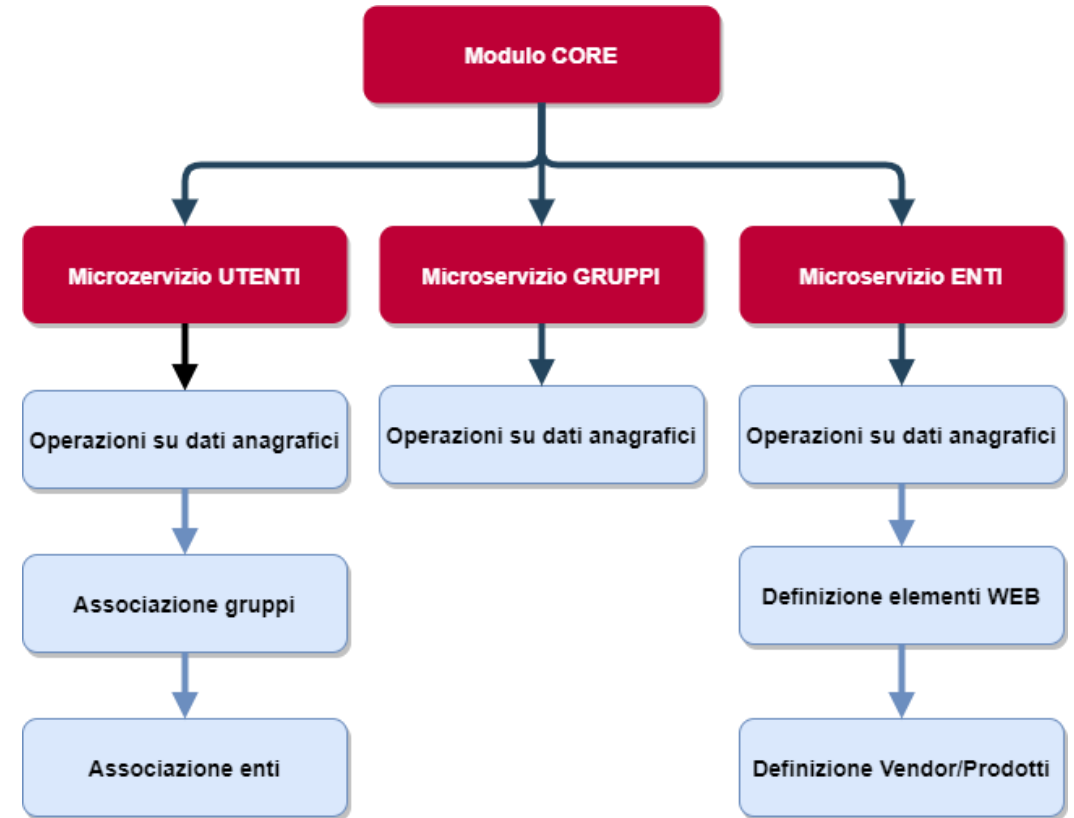 Modulo CORE
Microzervizio UTENTI
Microservizio GRUPPI
Microservizio ENTI
Operazioni su dati anagrafici
Operazioni su dati anagrafici
Operazioni su dati anagrafici
Associazione gruppi
Definizione elementi WEB
Associazione enti
Definizione Vendor/Prodotti